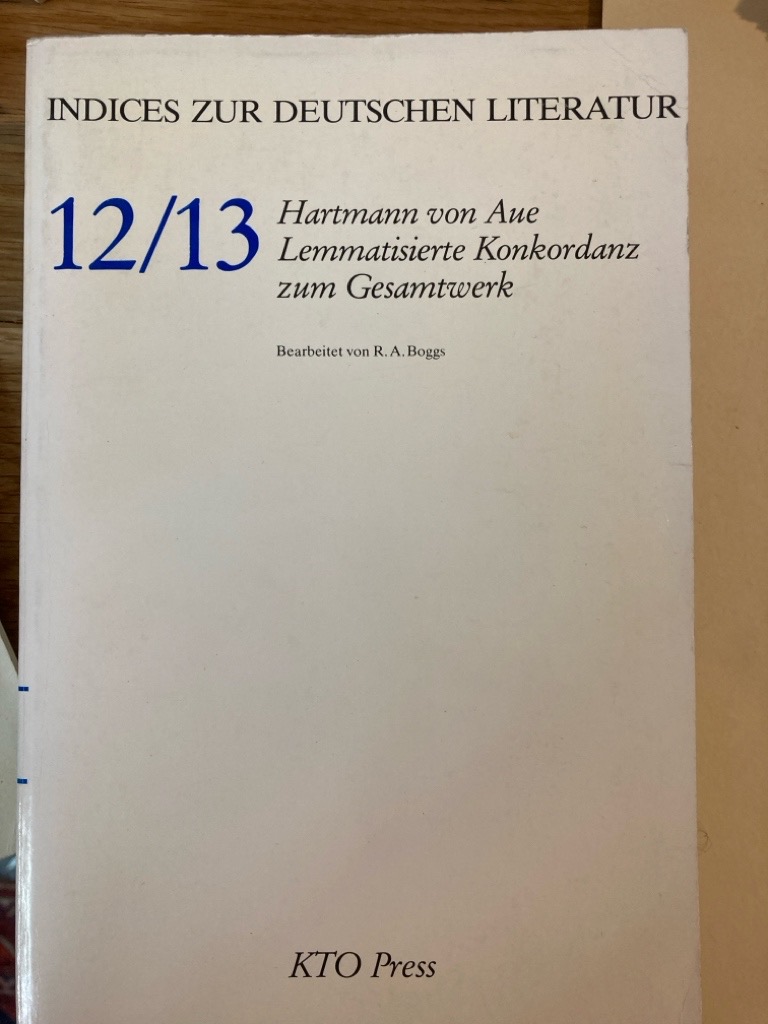 INDICES ZUR DEUTSCHEN LITERATUR
12/13
Hartmann von Aue
Lemmatisierte Konkordanz
zum Gesamtwerk
Bearbeitet von R. A. Boggs
KTO Press